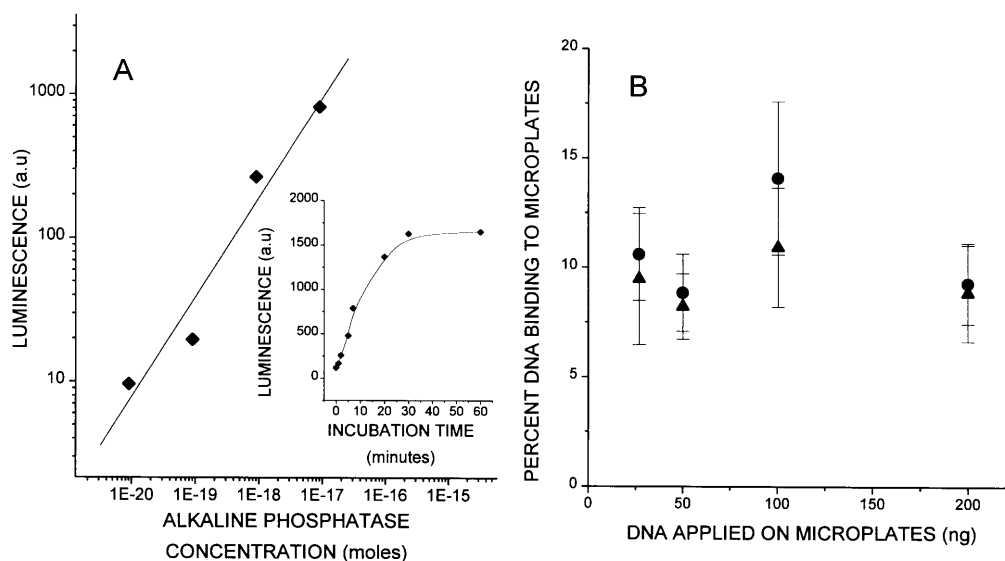 A
LUMINESCENCE (a.u)
1000
100
10
1E-20 1E-19 1E-18 1E-17 1E-16 1E-15
ALKALINE PHOSPHATASE
CONCENTRATION (moles)
LUMINESCENCE (a.u)
2000
1500
1000
500
0
0 10 20 30 40 50 60
INCUBATION TIME
(minutes)
B
PERCENT DNA BINDING TO MICROPLATES
20
15
10
5
0
0 50 100 150 200
DNA APPLIED ON MICROPLATES (ng)